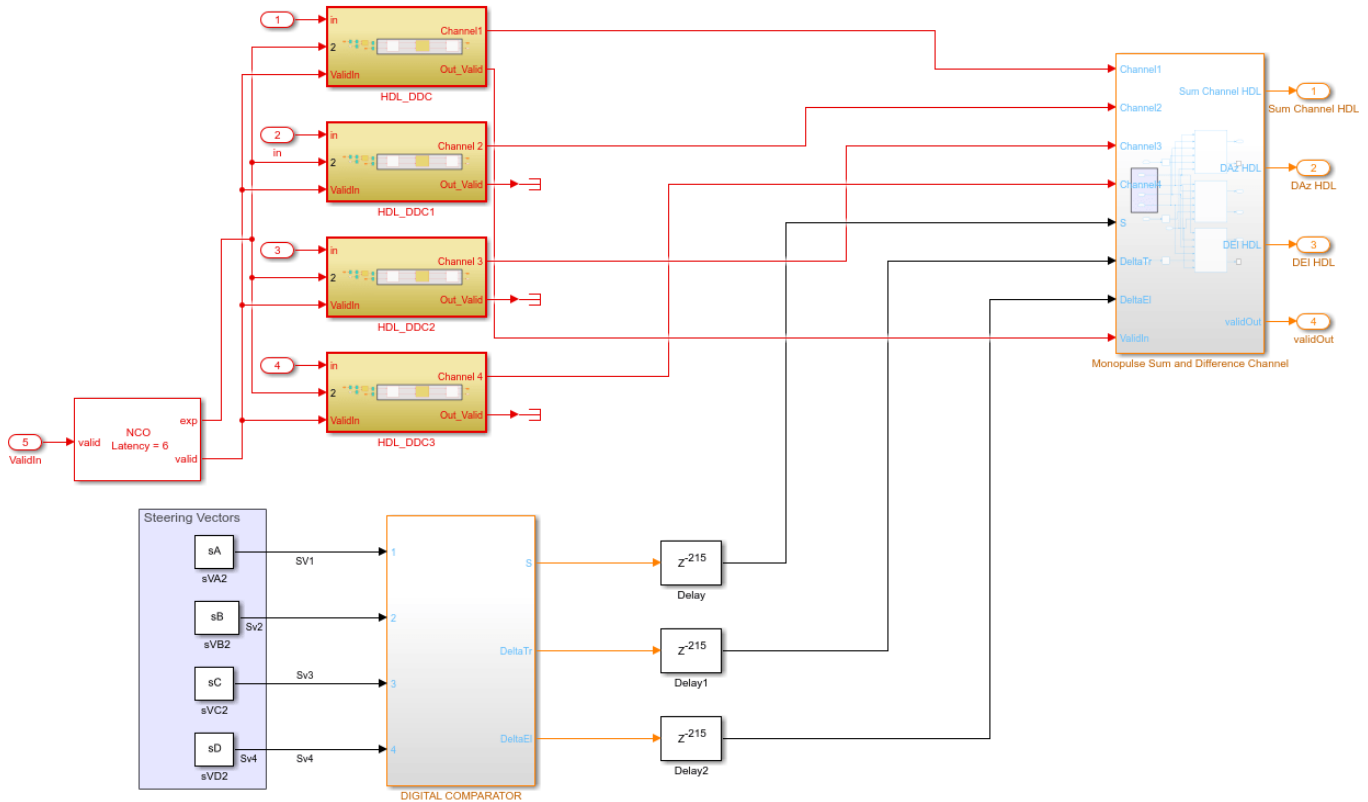 1
in
2
ValidIn
Channel1
Out_Valid
HDL_DDC
2
in
in
2
ValidIn
Channel 2
Out_Valid
HDL_DDC1
3
in
2
ValidIn
Channel 3
Out_Valid
HDL_DDC2
4
in
2
ValidIn
Channel 4
Out_Valid
HDL_DDC3
5
ValidIn
valid
NCO
Latency = 6
exp
valid
Channel1
Channel2
Channel3
Channel4
S
DeltaTr
DeltaEl
ValidIn
Sum Channel HDL
DAz HDL
DEl HDL
validOut
Monopulse Sum and Difference Channel
1
Sum Channel HDL
2
DAz HDL
3
DEl HDL
4
validOut
Steering Vectors
sA
sVA2
SV1
sB
sVB2
Sv2
sC
sVC2
Sv3
sD
sVD2
Sv4
Sv4
1
2
3
4
S
DeltaTr
DeltaEl
DIGITAL COMPARATOR
Z-215
Delay
Z-215
Delay1
Z-215
Delay2